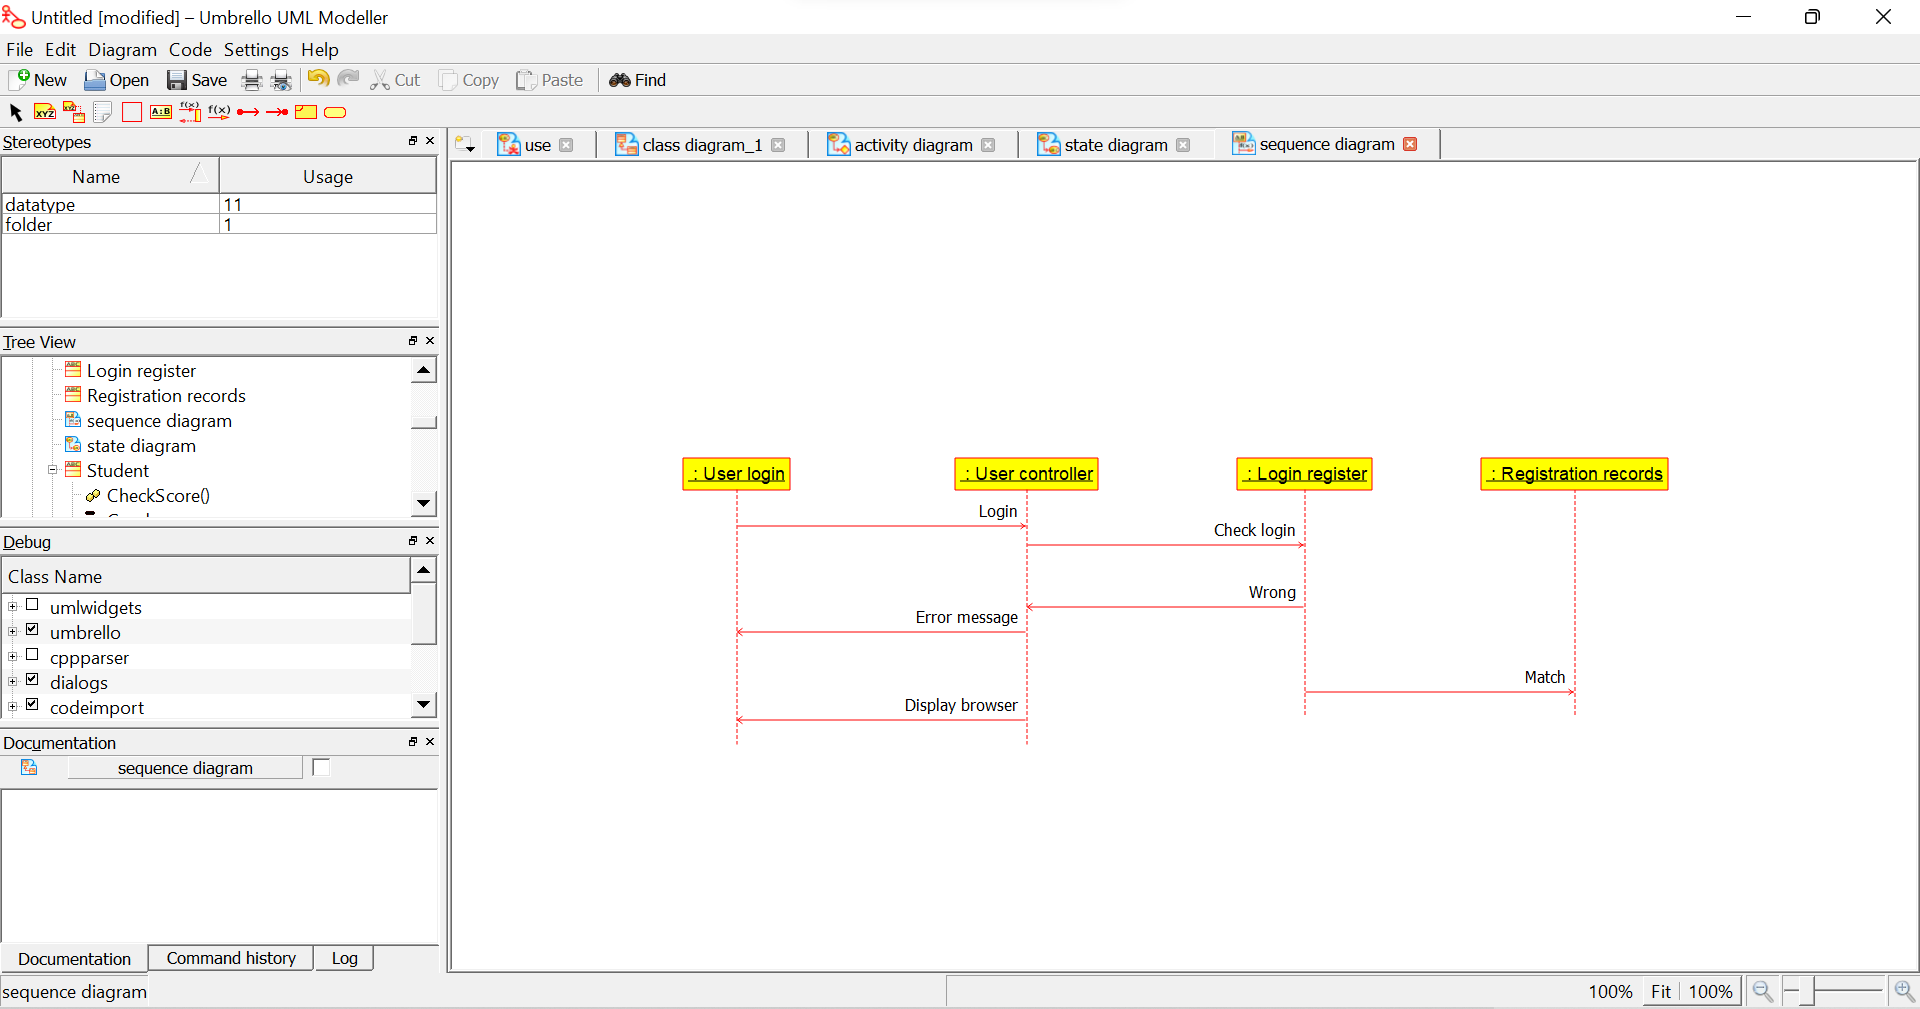 Untitled [modified] – Umbrello UML Modeller
File Edit Diagram Code Settings Help
New Open Save Cut Copy Paste Find
XYZ XYZ A:B f(x) f(x)
Stereotypes
use class diagram_1 activity diagram state diagram sequence diagram
Name Usage
datatype 11
folder 1
Tree View
Login register
Registration records
sequence diagram
state diagram
Student
CheckScore()
Debug
Class Name
umlwidgets
umbrello
cppparser
dialogs
codeimport
Documentation
sequence diagram
Documentation Command history Log
: User login : User controller : Login register : Registration records
Login
Check login
Wrong
Error message
Match
Display browser
sequence diagram 100% Fit 100%